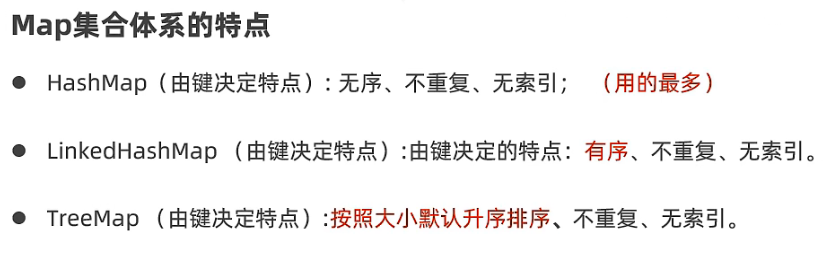 Map集合体系的特点
● HashMap（由键决定特点）: 无序、不重复、无索引； （用的最多）
● LinkedHashMap （由键决定特点）:由键决定的特点：有序、不重复、无索引。
● TreeMap （由键决定特点）:按照大小默认升序排序、不重复、无索引。